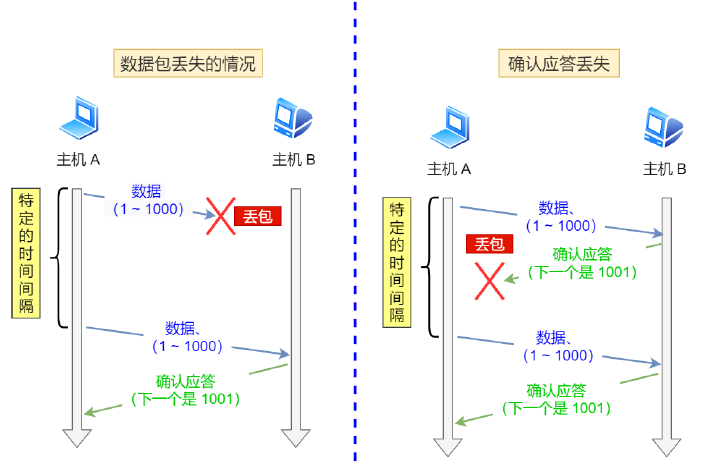 数据包丢失的情况
主机 A
主机 B
特定的时间间隔
数据
（1 ~ 1000）
丢包
数据、
（1 ~ 1000）
确认应答
（下一个是 1001）
确认应答丢失
主机 A
主机 B
特定的时间间隔
数据、
（1 ~ 1000）
丢包
确认应答
（下一个是 1001）
数据、
（1 ~ 1000）
确认应答
（下一个是 1001）